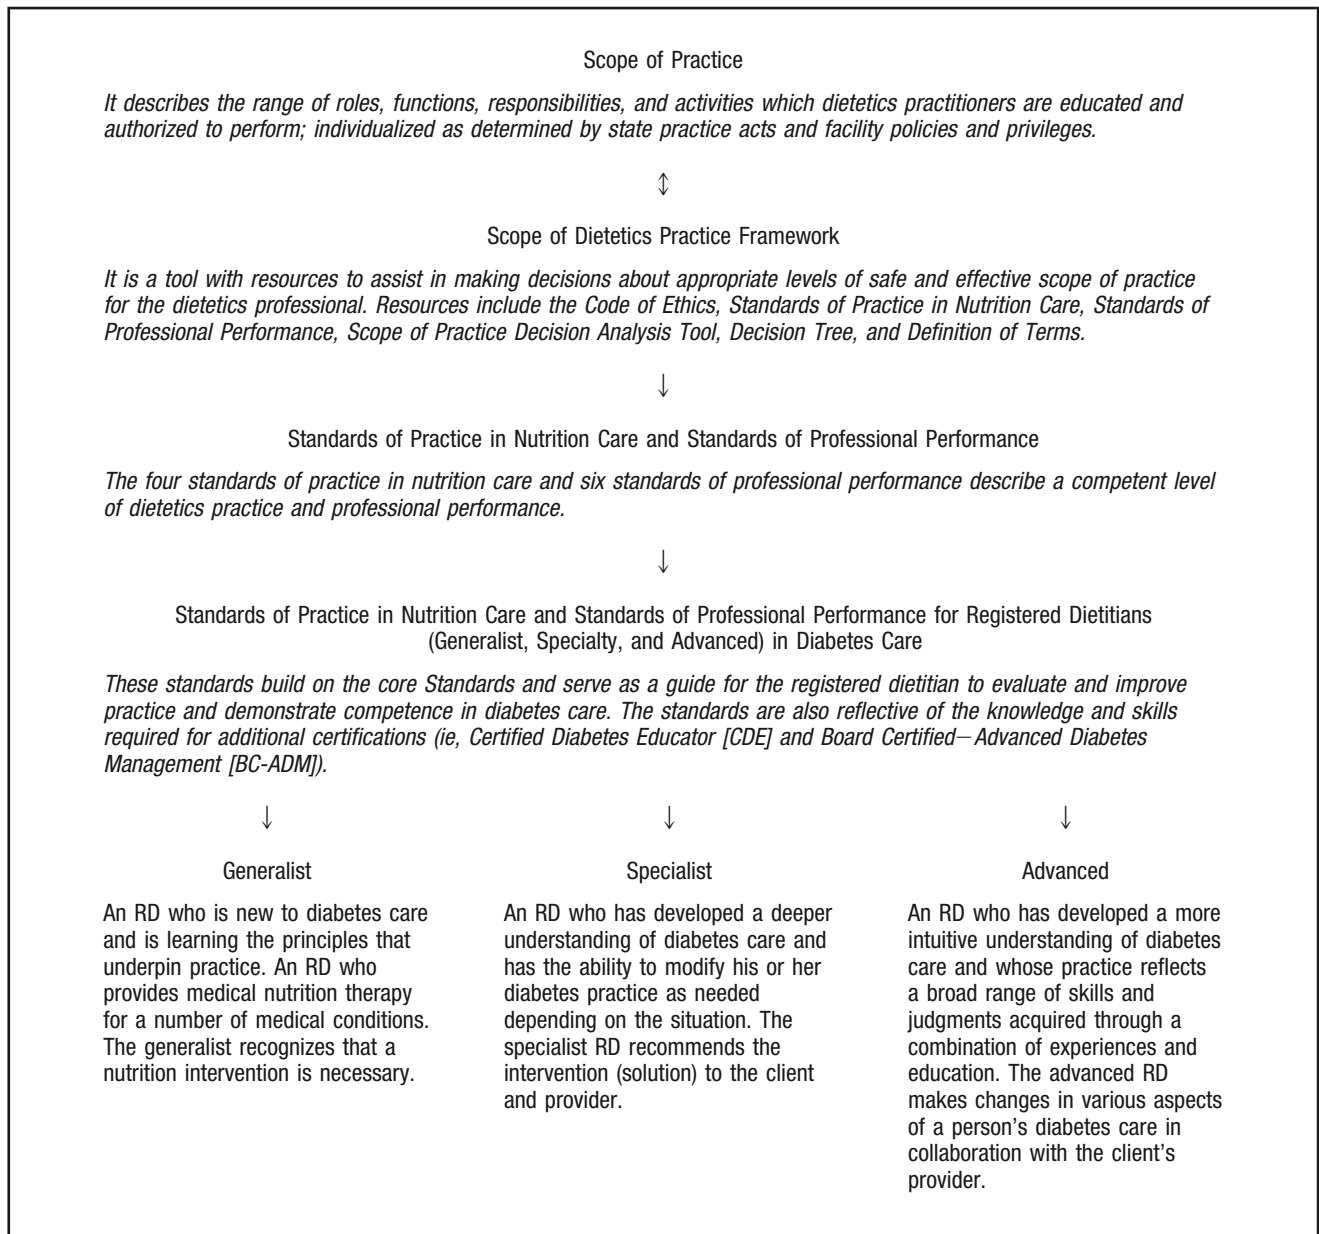 Scope of Practice
It describes the range of roles, functions, responsibilities, and activities which dietetics practitioners are educated and
authorized to perform; individualized as determined by state practice acts and facility policies and privileges.
↕
Scope of Dietetics Practice Framework
It is a tool with resources to assist in making decisions about appropriate levels of safe and effective scope of practice
for the dietetics professional. Resources include the Code of Ethics, Standards of Practice in Nutrition Care, Standards of
Professional Performance, Scope of Practice Decision Analysis Tool, Decision Tree, and Definition of Terms.
↓
Standards of Practice in Nutrition Care and Standards of Professional Performance
The four standards of practice in nutrition care and six standards of professional performance describe a competent level
of dietetics practice and professional performance.
↓
Standards of Practice in Nutrition Care and Standards of Professional Performance for Registered Dietitians
(Generalist, Specialty, and Advanced) in Diabetes Care
These standards build on the core Standards and serve as a guide for the registered dietitian to evaluate and improve
practice and demonstrate competence in diabetes care. The standards are also reflective of the knowledge and skills
required for additional certifications (ie, Certified Diabetes Educator [CDE] and Board Certified—Advanced Diabetes
Management [BC-ADM]).
↓
Generalist
An RD who is new to diabetes care
and is learning the principles that
underpin practice. An RD who
provides medical nutrition therapy
for a number of medical conditions.
The generalist recognizes that a
nutrition intervention is necessary.
↓
Specialist
An RD who has developed a deeper
understanding of diabetes care and
has the ability to modify his or her
diabetes practice as needed
depending on the situation. The
specialist RD recommends the
intervention (solution) to the client
and provider.
↓
Advanced
An RD who has developed a more
intuitive understanding of diabetes
care and whose practice reflects
a broad range of skills and
judgments acquired through a
combination of experiences and
education. The advanced RD
makes changes in various aspects
of a person's diabetes care in
collaboration with the client's
provider.